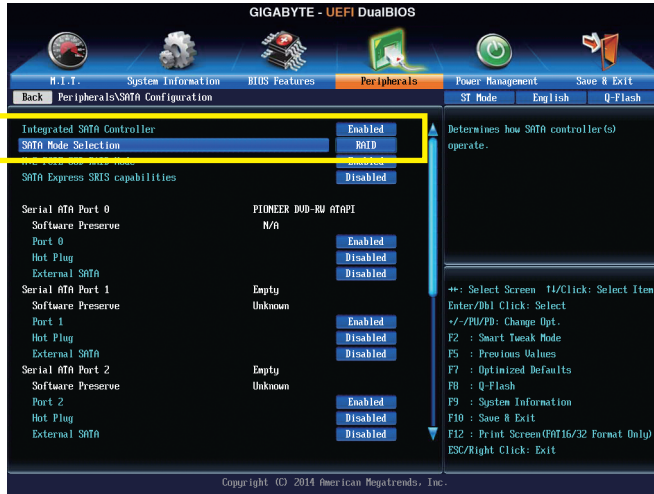 GIGABYTE - UEFI DualBIOS
M.I.T. System Information BIOS Features Peripherals Power Management Save & Exit
Back Peripherals\SATA Configuration ST Mode English Q-Flash
Integrated SATA Controller Enabled
SATA Mode Selection RAID
SATA Express SRIS capabilities Disabled
Serial ATA Port 0 PIONEER DVD-RW ATAPI
Software Preserve N/A
Port 0 Enabled
Hot Plug Disabled
External SATA Disabled
Serial ATA Port 1 Empty
Software Preserve Unknown
Port 1 Enabled
Hot Plug Disabled
External SATA Disabled
Serial ATA Port 2 Empty
Software Preserve Unknown
Port 2 Enabled
Hot Plug Disabled
External SATA Disabled
Determines how SATA controller(s)
operate.
↔: Select Screen ↑↓/Click: Select Item
Enter/Dbl Click: Select
+/-/PU/PD: Change Opt.
F2 : Smart Tweak Mode
F5 : Previous Values
F7 : Optimized Defaults
F8 : Q-Flash
F9 : System Information
F10 : Save & Exit
F12 : Print Screen(FAT16/32 Format Only)
ESC/Right Click: Exit
Copyright (C) 2014 American Megatrends, Inc.